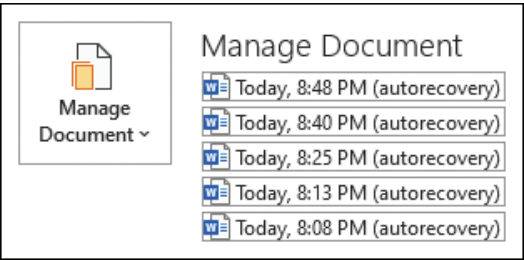 Manage
Document
Manage Document
Today, 8:48 PM (autorecovery)
Today, 8:40 PM (autorecovery)
Today, 8:25 PM (autorecovery)
Today, 8:13 PM (autorecovery)
Today, 8:08 PM (autorecovery)